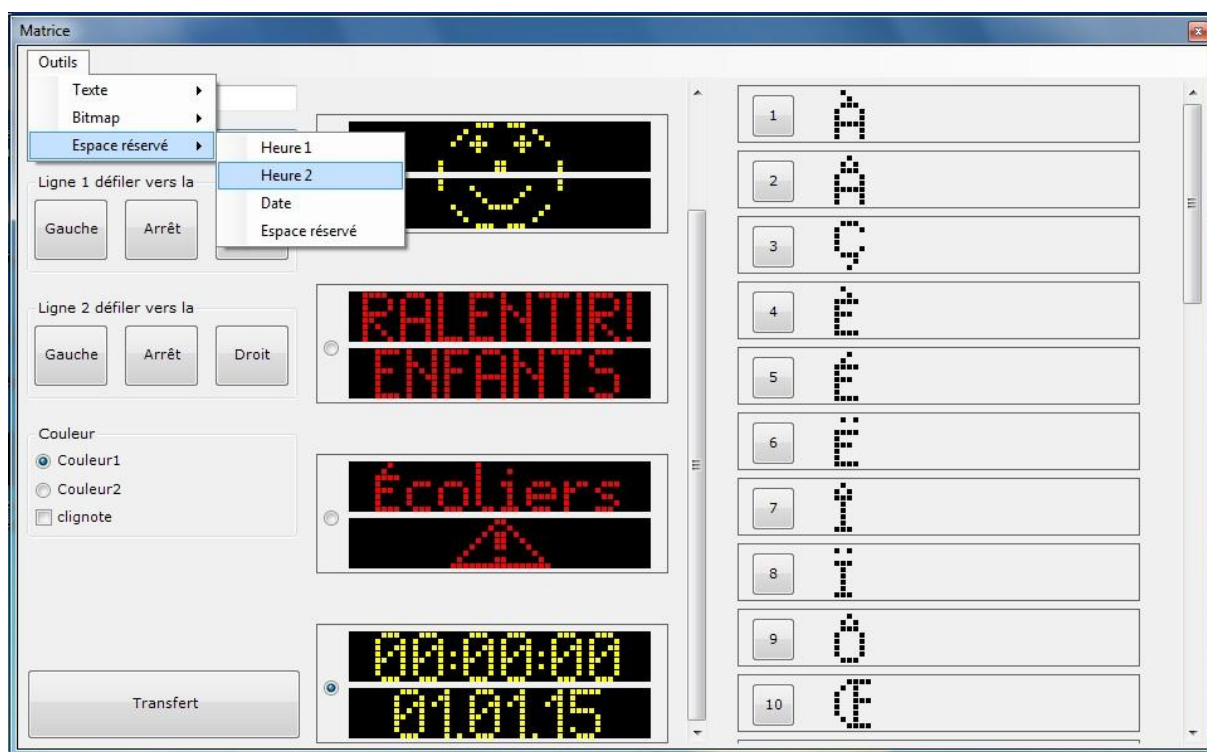 Matrice
Outils
Texte
Bitmap
Espace réservé
Heure 1
Heure 2
Date
Espace réservé
Ligne 1 défiler vers la
Gauche
Arrêt
Ligne 2 défiler vers la
Gauche
Arrêt
Droit
Couleur
Couleur1
Couleur2
clignote
Transfert
RALENTIR!
ENFANTS
Écoliers
00:00:00
01.01.15
1 À
2 Â
3 Ç
4 È
5 É
6 Ë
7 Î
8 Ï
9 Ô
10 Œ